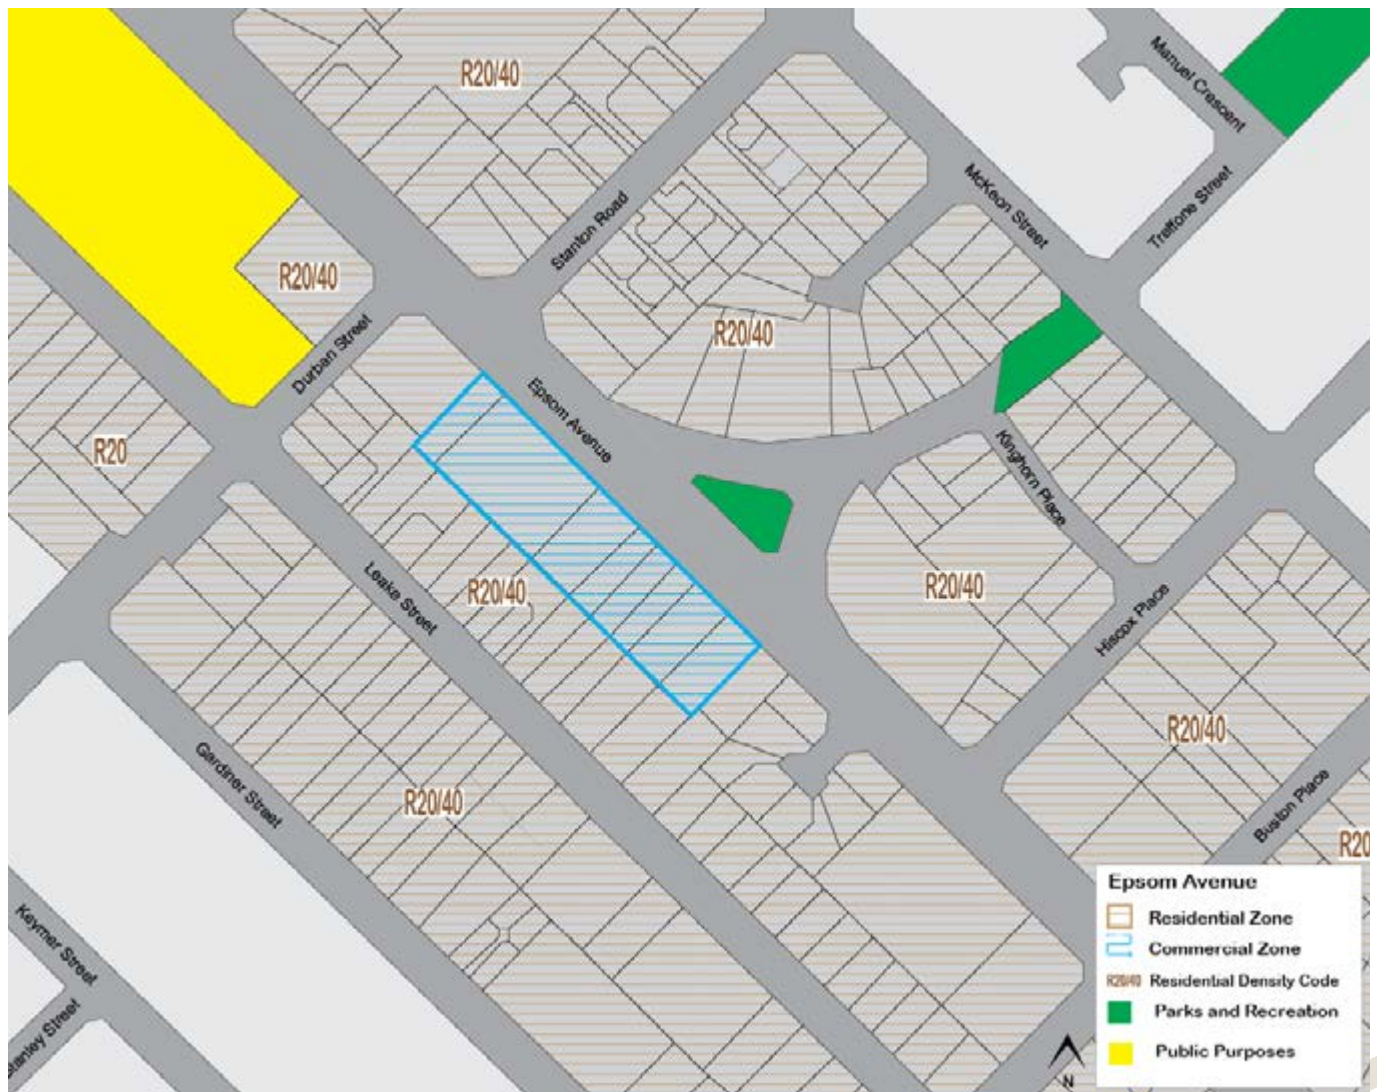 Manuel Crescent
R20/40
McKeon Street
Treffone Street
Stanton Road
R20/40
R20/40
Durban Street
Epsom Avenue
R20
Kinghorn Place
R20/40
R20/40
Leake Street
Hiscox Place
R20/40
Gardiner Street
R20/40
Buston Place
R20
Keymer Street
Stanley Street
Epsom Avenue
Residential Zone
Commercial Zone
R20/40 Residential Density Code
Parks and Recreation
Public Purposes
N